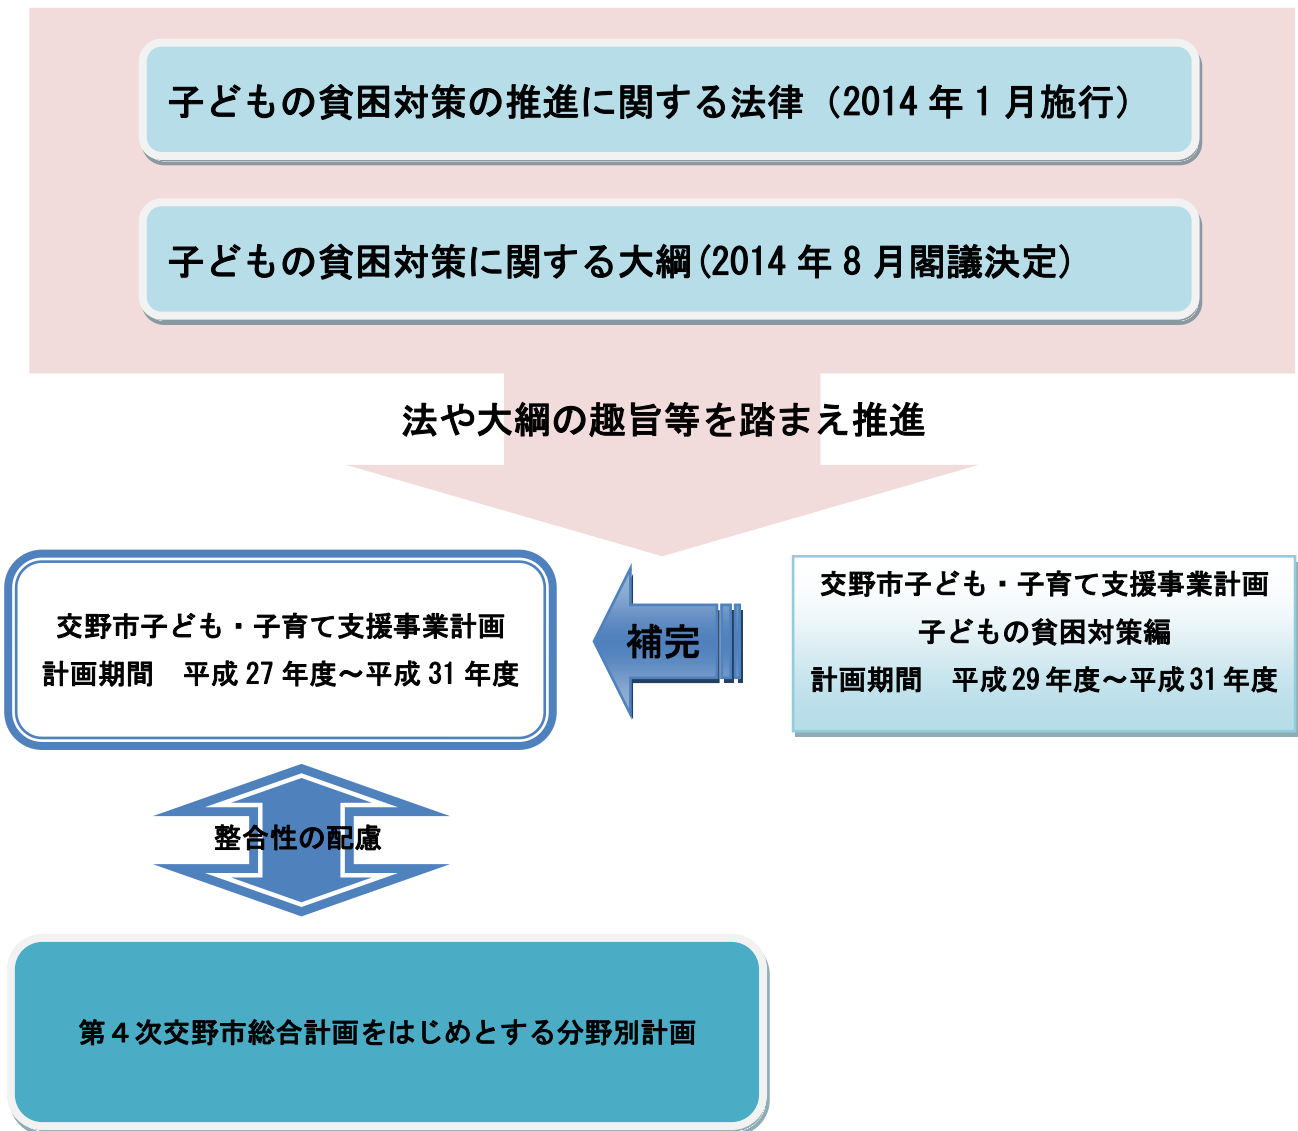 子どもの貧困対策の推進に関する法律（2014 年 1 月施行）
子どもの貧困対策に関する大綱(2014 年 8 月閣議決定)
法や大綱の趣旨等を踏まえ推進
交野市子ども・子育て支援事業計画
計画期間　平成 27 年度～平成 31 年度
補完
交野市子ども・子育て支援事業計画
子どもの貧困対策編
計画期間　平成 29 年度～平成 31 年度
整合性の配慮
第４次交野市総合計画をはじめとする分野別計画